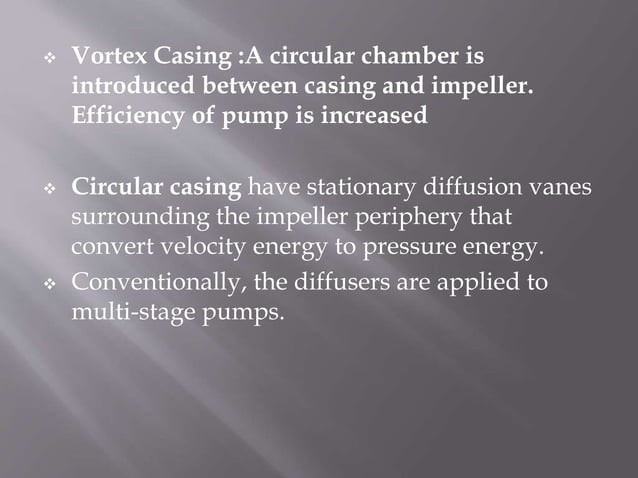 ❖ Vortex Casing :A circular chamber is
introduced between casing and impeller.
Efficiency of pump is increased
❖ Circular casing have stationary diffusion vanes
surrounding the impeller periphery that
convert velocity energy to pressure energy.
❖ Conventionally, the diffusers are applied to
multi-stage pumps.